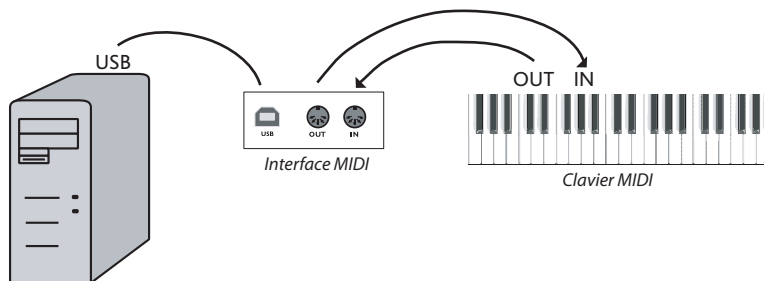 USB
OUT IN
USB OUT IN
Interface MIDI
Clavier MIDI